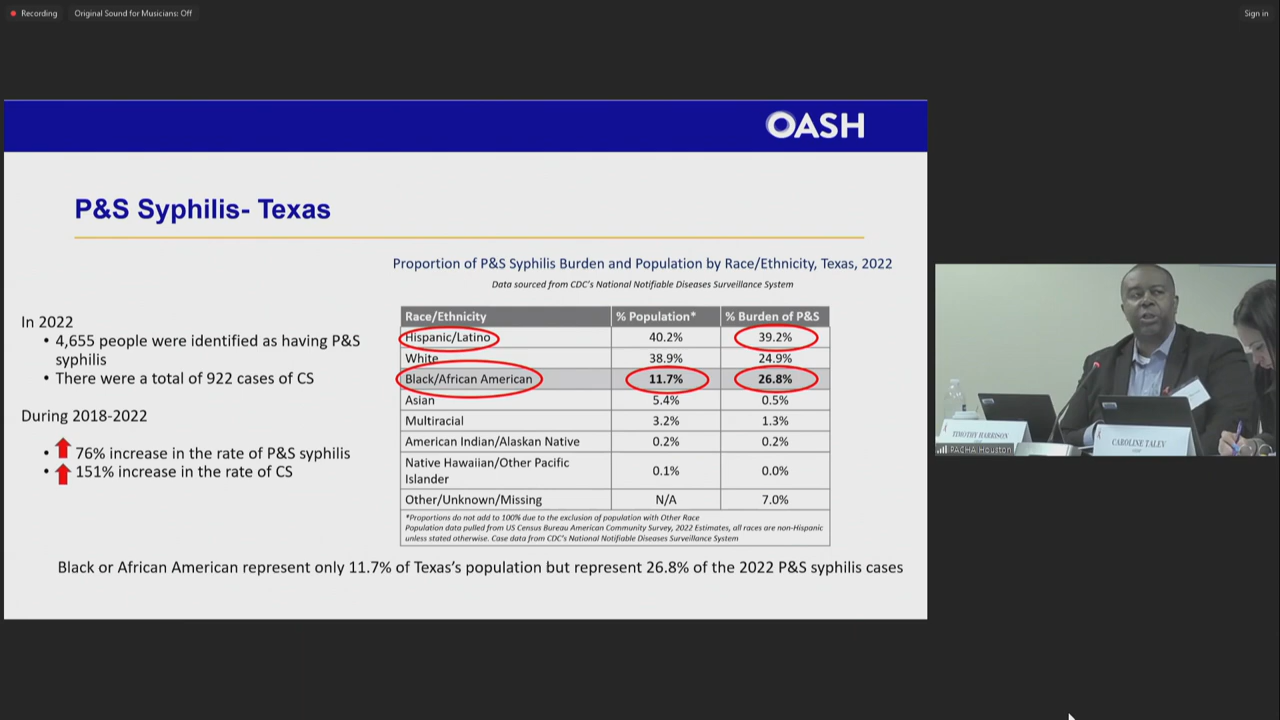 Recording
Original Sound for Musicians: Off
Sign in
OASH
P&S Syphilis- Texas
Proportion of P&S Syphilis Burden and Population by Race/Ethnicity, Texas, 2022
Data sourced from CDC's National Notifiable Diseases Surveillance System
In 2022
• 4,655 people were identified as having P&S
syphilis
• There were a total of 922 cases of CS
During 2018-2022
• 76% increase in the rate of P&S syphilis
• 151% increase in the rate of CS
Race/Ethnicity % Population* % Burden of P&S
Hispanic/Latino 40.2% 39.2%
White 38.9% 24.9%
Black/African American 11.7% 26.8%
Asian 5.4% 0.5%
Multiracial 3.2% 1.3%
American Indian/Alaskan Native 0.2% 0.2%
Native Hawaiian/Other Pacific
Islander 0.1% 0.0%
Other/Unknown/Missing N/A 7.0%
*Proportions do not add to 100% due to the exclusion of population with Other Race
Population data pulled from US Census Bureau American Community Survey, 2022 Estimates, all races are non-Hispanic
unless stated otherwise. Case data from CDC's National Notifiable Diseases Surveillance System
Black or African American represent only 11.7% of Texas's population but represent 26.8% of the 2022 P&S syphilis cases
TIMOTHY HARRISON
CAROLINE TALEV
PACHA Houston